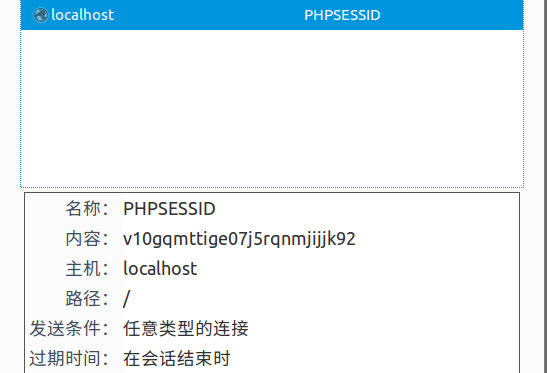 localhost PHPSESSID
名称： PHPSESSID
内容： v10gqmttige07j5rqnmjijjk92
主机： localhost
路径： /
发送条件： 任意类型的连接
过期时间： 在会话结束时